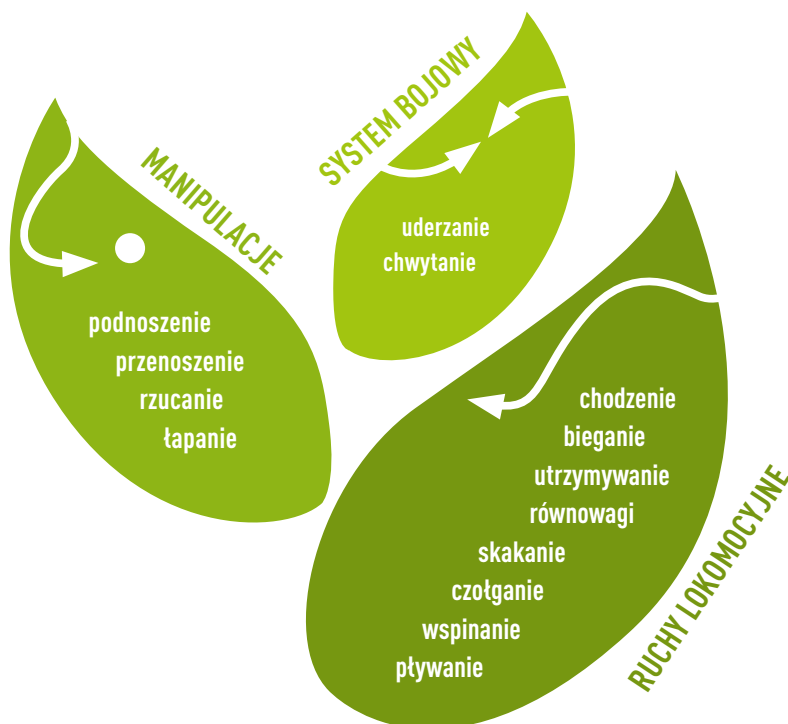 MANIPULACJE
podnoszenie
przenoszenie
rzucanie
łapanie
SYSTEM BOJOWY
uderzanie
chwytanie
RUCHY LOKOMOCYJNE
chodzenie
bieganie
utrzymywanie
równowagi
skakanie
czołganie
wspinanie
pływanie